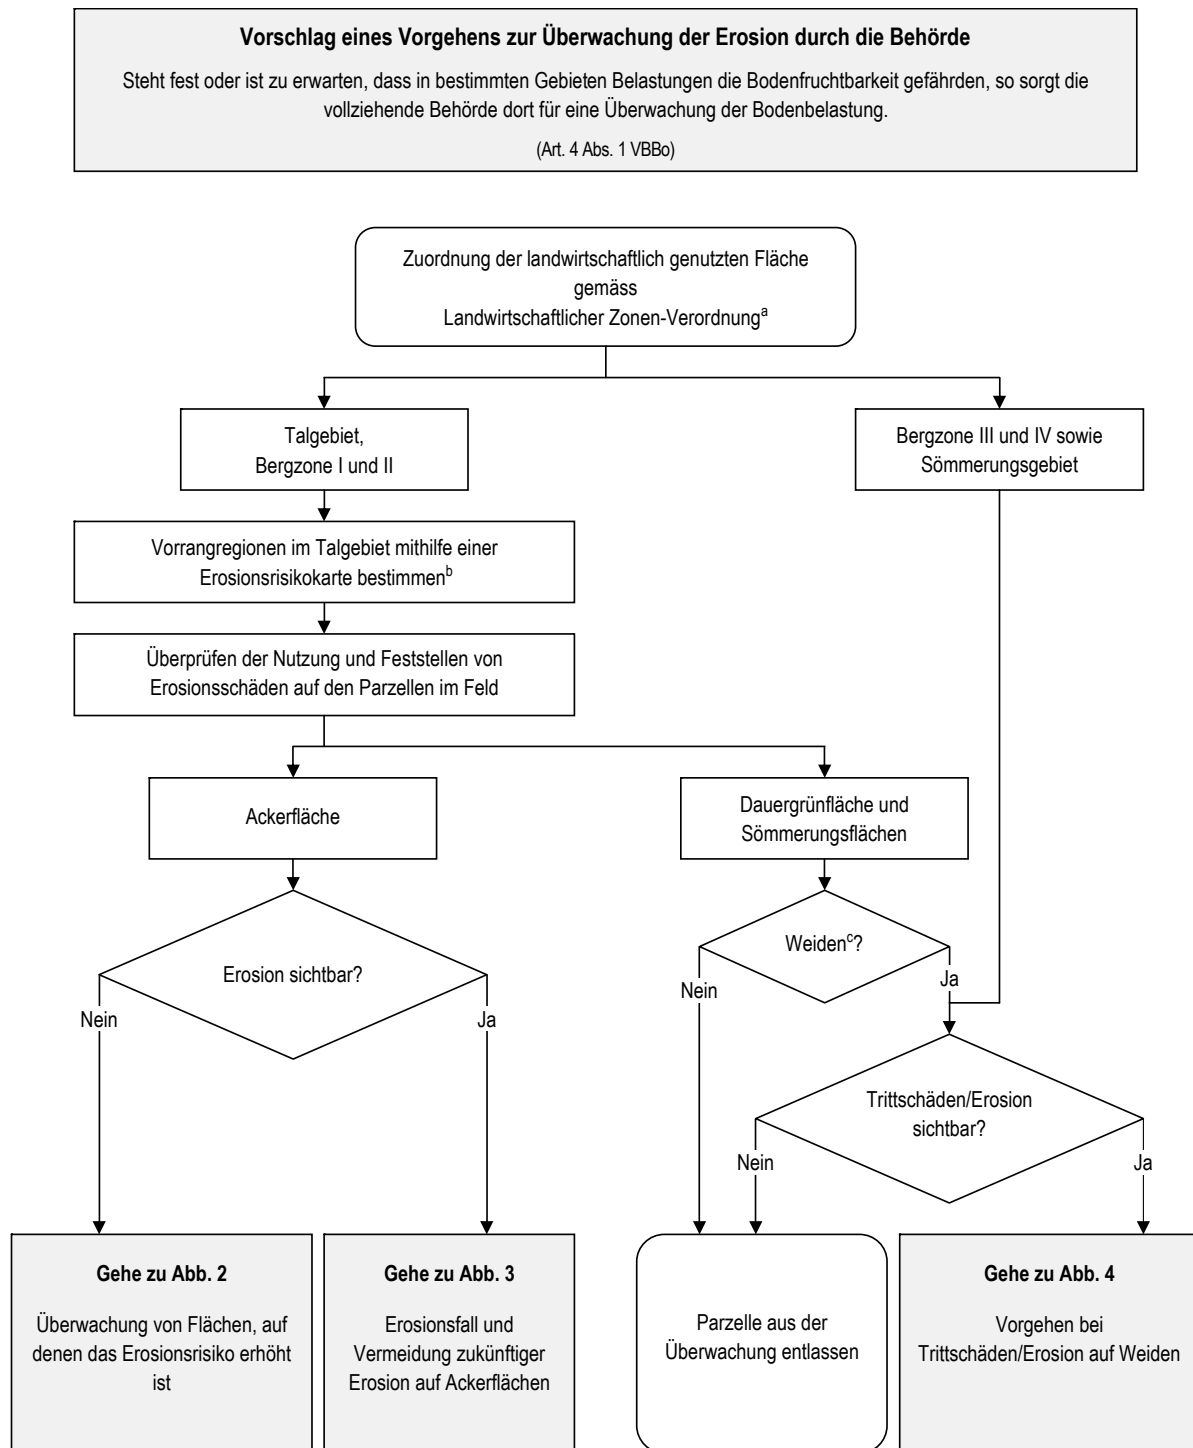 Vorschlag eines Vorgehens zur Überwachung der Erosion durch die Behörde
Steht fest oder ist zu erwarten, dass in bestimmten Gebieten Belastungen die Bodenfruchtbarkeit gefährden, so sorgt die
vollziehende Behörde dort für eine Überwachung der Bodenbelastung.
(Art. 4 Abs. 1 VBBo)
Zuordnung der landwirtschaftlich genutzten Fläche
gemäss
Landwirtschaftlicher Zonen-Verordnungᵃ
Talgebiet,
Bergzone I und II
Bergzone III und IV sowie
Sömmerungsgebiet
Vorrangregionen im Talgebiet mithilfe einer
Erosionsrisikokarte bestimmenᵇ
Überprüfen der Nutzung und Feststellen von
Erosionsschäden auf den Parzellen im Feld
Ackerfläche
Dauergrünfläche und
Sömmerungsflächen
Weidenᶜ?
Erosion sichtbar?
Nein
Ja
Nein
Ja
Trittschäden/Erosion
sichtbar?
Nein
Ja
Gehe zu Abb. 2
Überwachung von Flächen, auf
denen das Erosionsrisiko erhöht
ist
Gehe zu Abb. 3
Erosionsfall und
Vermeidung zukünftiger
Erosion auf Ackerflächen
Parzelle aus der
Überwachung entlassen
Gehe zu Abb. 4
Vorgehen bei
Trittschäden/Erosion auf Weiden